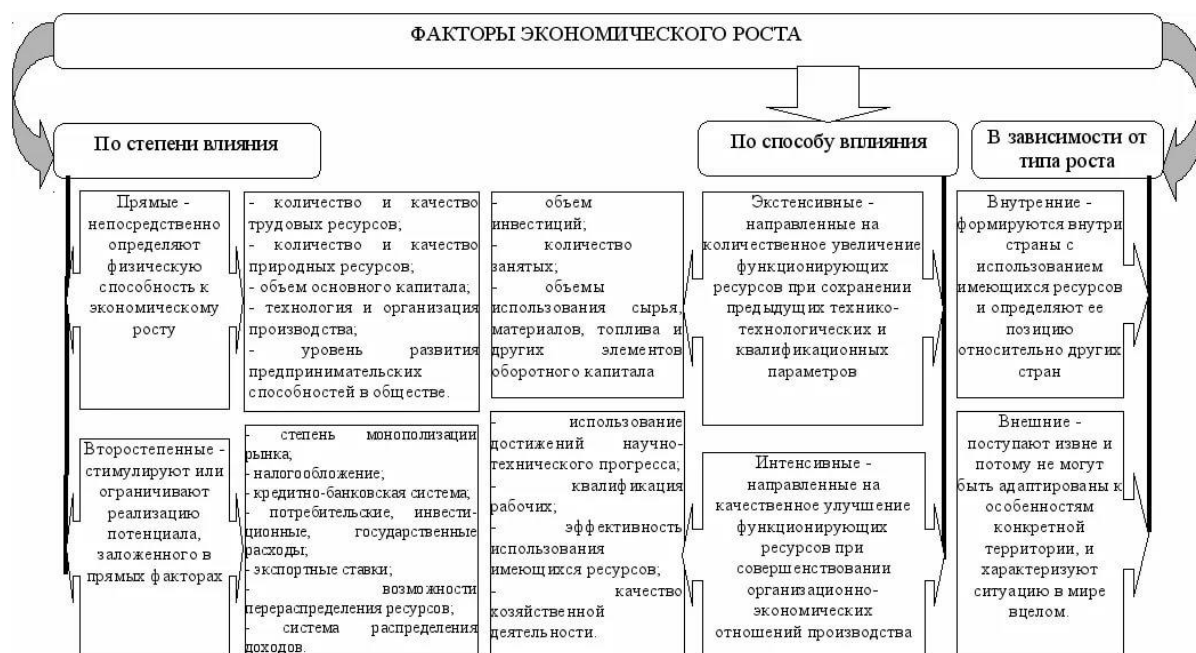 ФАКТОРЫ ЭКОНОМИЧЕСКОГО РОСТА
По степени влияния
Прямые -
непосредственно
определяют
физическую
способность к
экономическому
росту
- количество и качество
трудовых ресурсов;
- количество и качество
природных ресурсов;
- объем основного капитала;
- технология и организация
производства;
- уровень развития
предпринимательских
способностей в обществе.
Второстепенные -
стимулируют или
ограничивают
реализацию
потенциала,
заложенного в
прямых факторах
- степень монополизации
рынка;
- налогообложение;
- кредитно-банковская система;
- потребительские, инвести-
ционные, государственные
расходы;
- экспортные ставки;
- возможности
перераспределения ресурсов;
- система распределения
доходов.
По способу вплияния
- объем
инвестиций;
- количество
занятых;
- объемы
использования сырья,
материалов, топлива и
других элементов
оборотного капитала
Экстенсивные -
направленные на
количественное увеличение
функционирующих
ресурсов при сохранении
предыдущих технико-
технологических и
квалификационных
параметров
- использование
достижений научно-
технического прогресса;
- квалификация
рабочих;
- эффективность
использования
имеющихся ресурсов;
- качество
хозяйственной
деятельности.
Интенсивные -
направленные на
качественное улучшение
функционирующих
ресурсов при
совершенствовании
организационно-
экономических
отношений производства
В зависимости от
типа роста
Внутренние -
формируются внутри
страны с
использованием
имеющихся ресурсов
и определяют ее
позицию
относительно других
стран
Внешние -
поступают извне и
потому не могут
быть адаптированы к
особенностям
конкретной
территории, и
характеризуют
ситуацию в мире
вцелом.